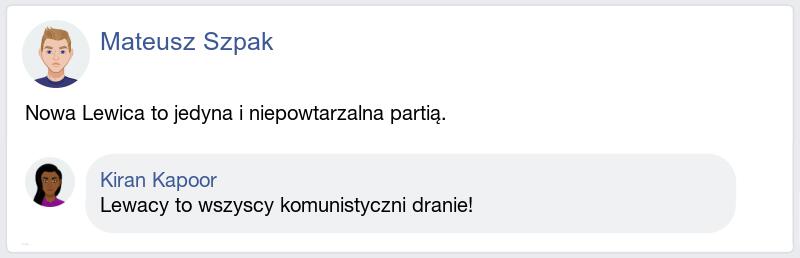 Mateusz Szpak
Nowa Lewica to jedyna i niepowtarzalna partią.
Kiran Kapoor
Lewacy to wszyscy komunistyczni dranie!